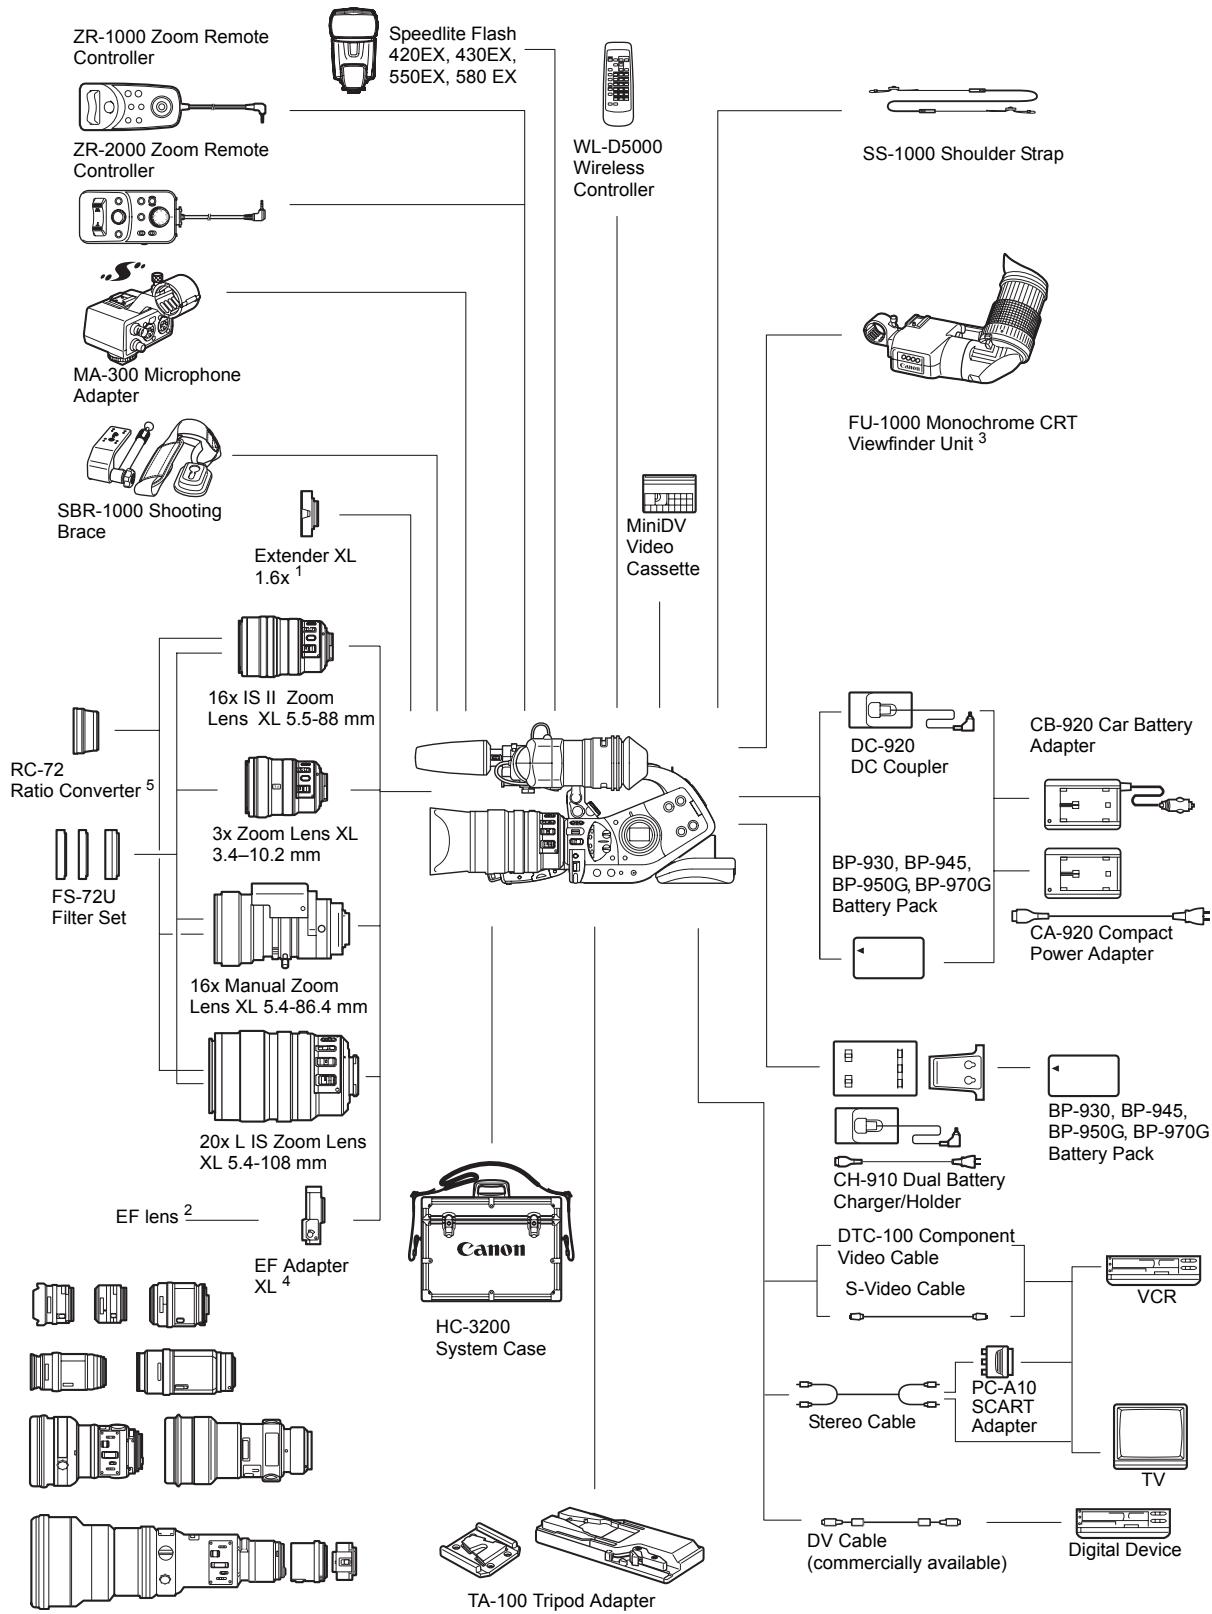 ZR-1000 Zoom Remote
Controller
Speedlite Flash
420EX, 430EX,
550EX, 580 EX
WL-D5000
Wireless
Controller
SS-1000 Shoulder Strap
ZR-2000 Zoom Remote
Controller
MA-300 Microphone
Adapter
Canon
FU-1000 Monochrome CRT
Viewfinder Unit 3
SBR-1000 Shooting
Brace
Extender XL
1.6x 1
MiniDV
Video
Cassette
16x IS II Zoom
Lens XL 5.5-88 mm
RC-72
Ratio Converter 5
3x Zoom Lens XL
3.4–10.2 mm
FS-72U
Filter Set
16x Manual Zoom
Lens XL 5.4-86.4 mm
20x L IS Zoom Lens
XL 5.4-108 mm
EF lens 2
EF Adapter
XL 4
DC-920
DC Coupler
CB-920 Car Battery
Adapter
BP-930, BP-945,
BP-950G, BP-970G
Battery Pack
CA-920 Compact
Power Adapter
BP-930, BP-945,
BP-950G, BP-970G
Battery Pack
CH-910 Dual Battery
Charger/Holder
Canon
HC-3200
System Case
DTC-100 Component
Video Cable
S-Video Cable
VCR
Stereo Cable
PC-A10
SCART
Adapter
TV
DV Cable
(commercially available)
Digital Device
TA-100 Tripod Adapter